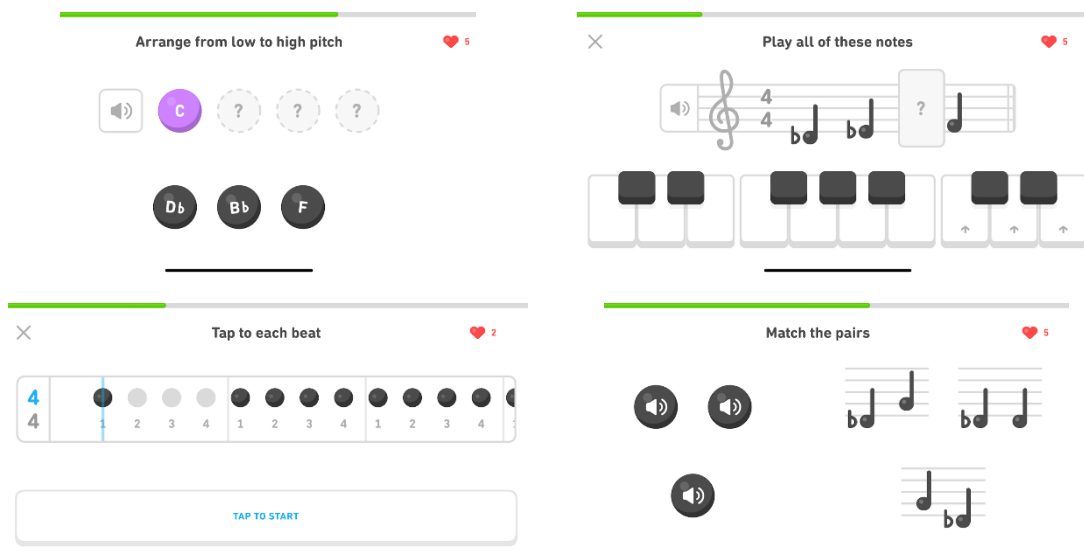 Arrange from low to high pitch
5
C ? ? ?
Db Bb F
Play all of these notes
5
4
4
?
Tap to each beat
2
4
4
1 2 3 4 1 2 3 4 1 2 3 4
TAP TO START
Match the pairs
5